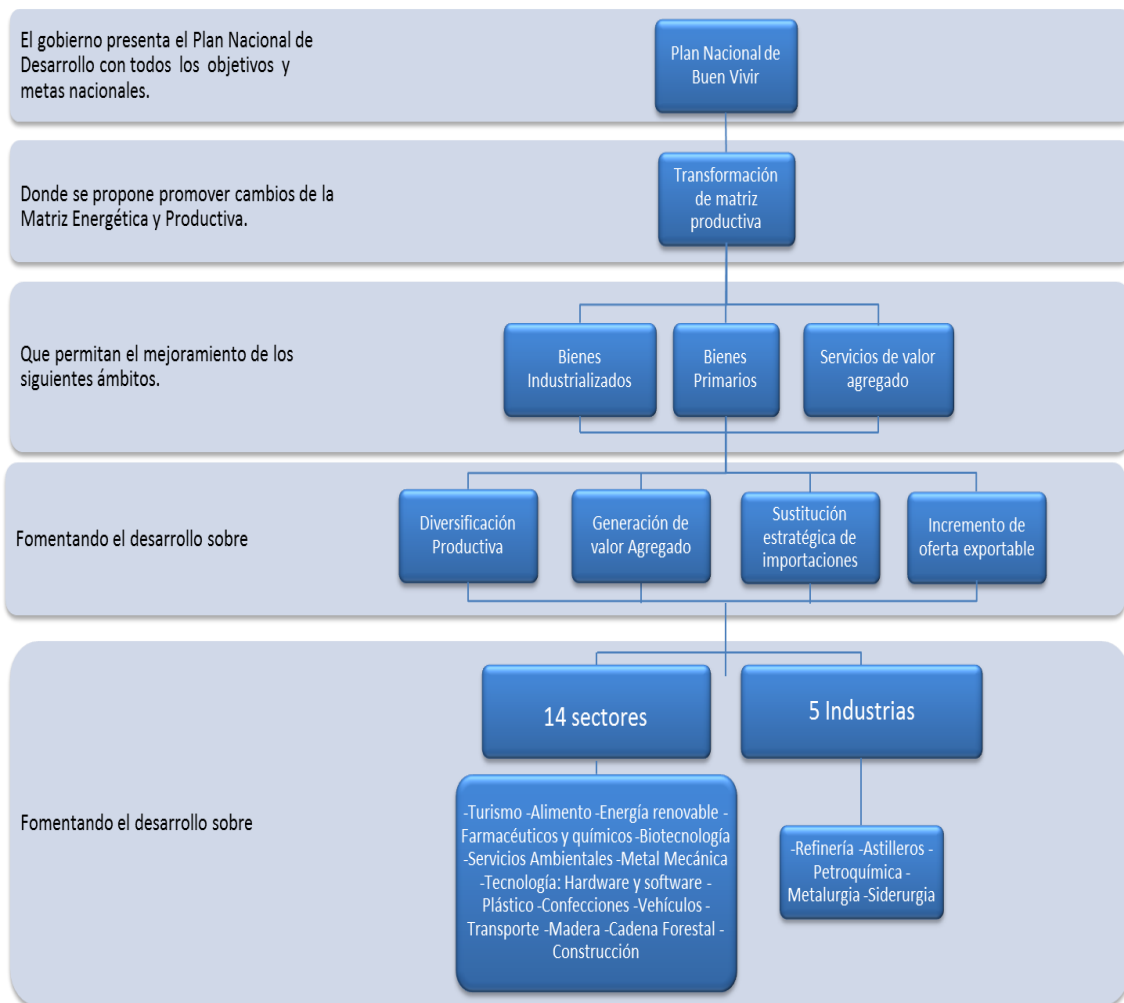 El gobierno presenta el Plan Nacional de
Desarrollo con todos los objetivos y
metas nacionales.
Plan Nacional de
Buen Vivir
Donde se propone promover cambios de la
Matriz Energética y Productiva.
Transformación
de matriz
productiva
Que permitan el mejoramiento de los
siguientes ámbitos.
Bienes
Industrializados
Bienes
Primarios
Servicios de valor
agregado
Fomentando el desarrollo sobre
Diversificación
Productiva
Generación de
valor Agregado
Sustitución
estratégica de
importaciones
Incremento de
oferta exportable
Fomentando el desarrollo sobre
14 sectores
5 Industrias
-Turismo -Alimento -Energía renovable -
Farmacéuticos y químicos -Biotecnología
-Servicios Ambientales -Metal Mecánica
-Tecnología: Hardware y software -
Plástico -Confecciones -Vehículos -
Transporte -Madera -Cadena Forestal -
Construcción
-Refinería -Astilleros -
Petroquímica -
Metalurgia -Siderurgia